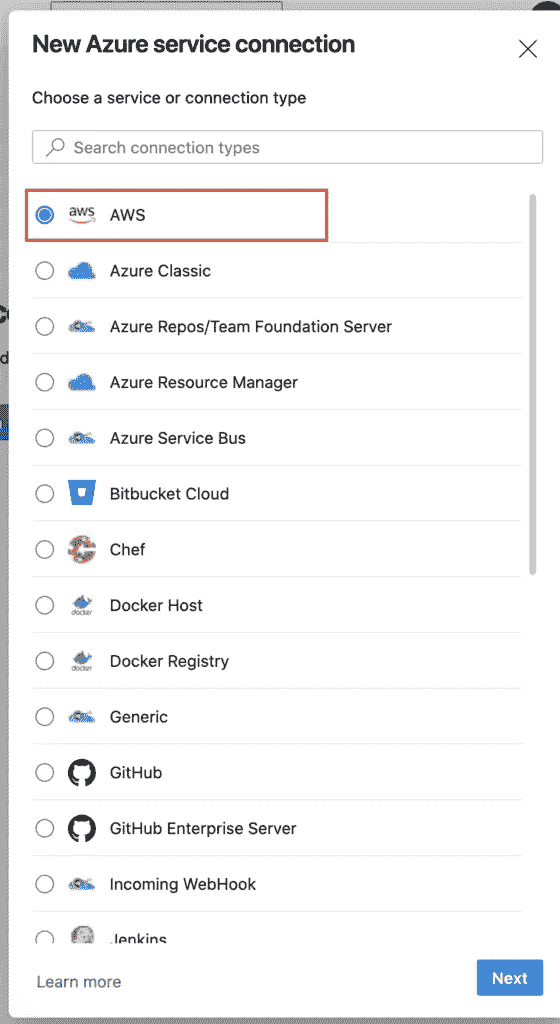 New Azure service connection
Choose a service or connection type
Search connection types
aws AWS
Azure Classic
Azure Repos/Team Foundation Server
Azure Resource Manager
Azure Service Bus
Bitbucket Cloud
Chef
docker Docker Host
docker Docker Registry
Generic
GitHub
GitHub Enterprise Server
Incoming WebHook
Jenkins
Learn more
Next